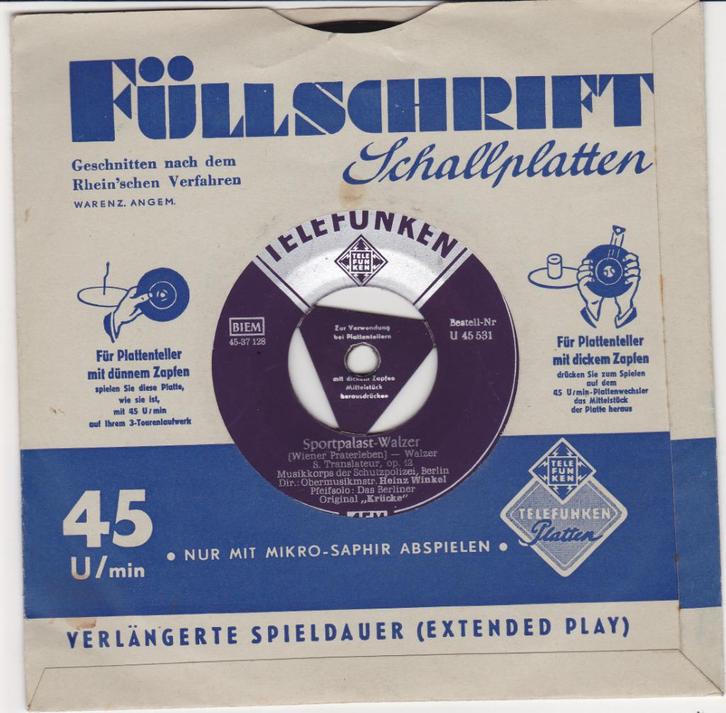 FÜLLSCHRIFT
Schallplatten
Geschnitten nach dem
Rhein'schen Verfahren
WARENZ. ANGEM.
TELEFUNKEN
TELE
FUN
KEN
BIEM
45-37 128
Zur Verwendung
bei Plattentellern
mit dickem Zapfen
Mittelstück
herausdrücken
Bestell-Nr
U 45 531
Sportpalast-Walzer
(Wiener Praterleben) — Walzer
S. Translateur, op. 12
Musikkorps der Schutzpolizei, Berlin
Dir.: Obermusikmstr. Heinz Winkel
Pfeifsolo: Das Berliner
Original „Krücke"
Für Plattenteller
mit dünnem Zapfen
spielen Sie diese Platte,
wie sie ist,
mit 45 U/min
auf Ihrem 3-Tourenlaufwerk
Für Plattenteller
mit dickem Zapfen
drücken Sie zum Spielen
auf dem
45 U/min-Plattenwechsler
das Mittelstück
der Platte heraus
45
U/min
• NUR MIT MIKRO-SAPHIR ABSPIELEN •
TELE
FUN
KEN
TELEFUNKEN
Platten
VERLÄNGERTE SPIELDAUER (EXTENDED PLAY)